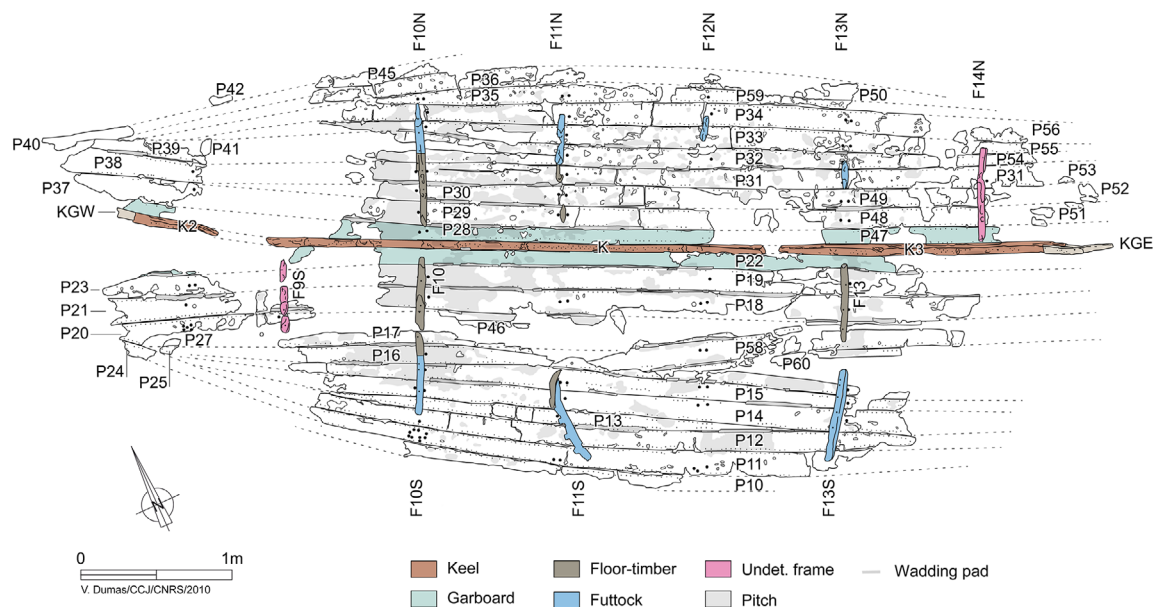 F10N
F11N
F12N
F13N
F14N
P45
P36
P42
P35
P59
P50
P34
P56
P40
P39
P41
P33
P55
P38
P32
P54
P31
P31
P53
P37
P30
P49
P52
KGW
P29
P48
P51
K2
P28
P47
K
K3
KGE
P22
P23
F9S
F10
P19
F13
P21
P18
P20
P46
P27
P17
P58
P24
P16
P60
P25
P15
P13
P14
P12
P11
P10
F10S
F11S
F13S
N
0 1m
V. Dumas/CCJ/CNRS/2010
Keel
Floor-timber
Undet. frame
Wadding pad
Garboard
Futtock
Pitch